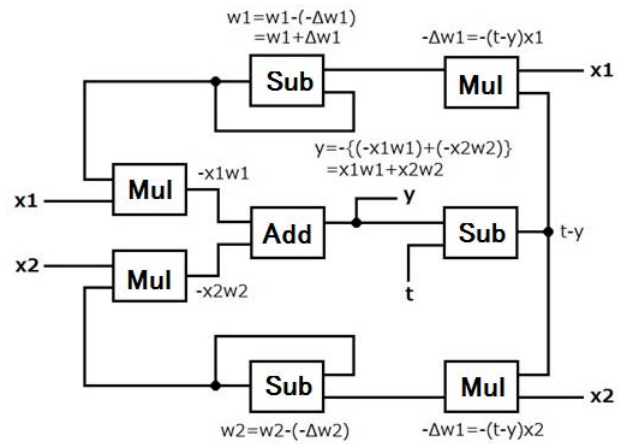 w1=w1-(-Δw1)
=w1+Δw1
-Δw1=-(t-y)x1
Sub
Mul
x1
y=-{(-x1w1)+(-x2w2)}
=x1w1+x2w2
Mul
-x1w1
x1
y
Add
Sub
t-y
x2
Mul
-x2w2
t
Sub
Mul
x2
w2=w2-(-Δw2)
-Δw1=-(t-y)x2